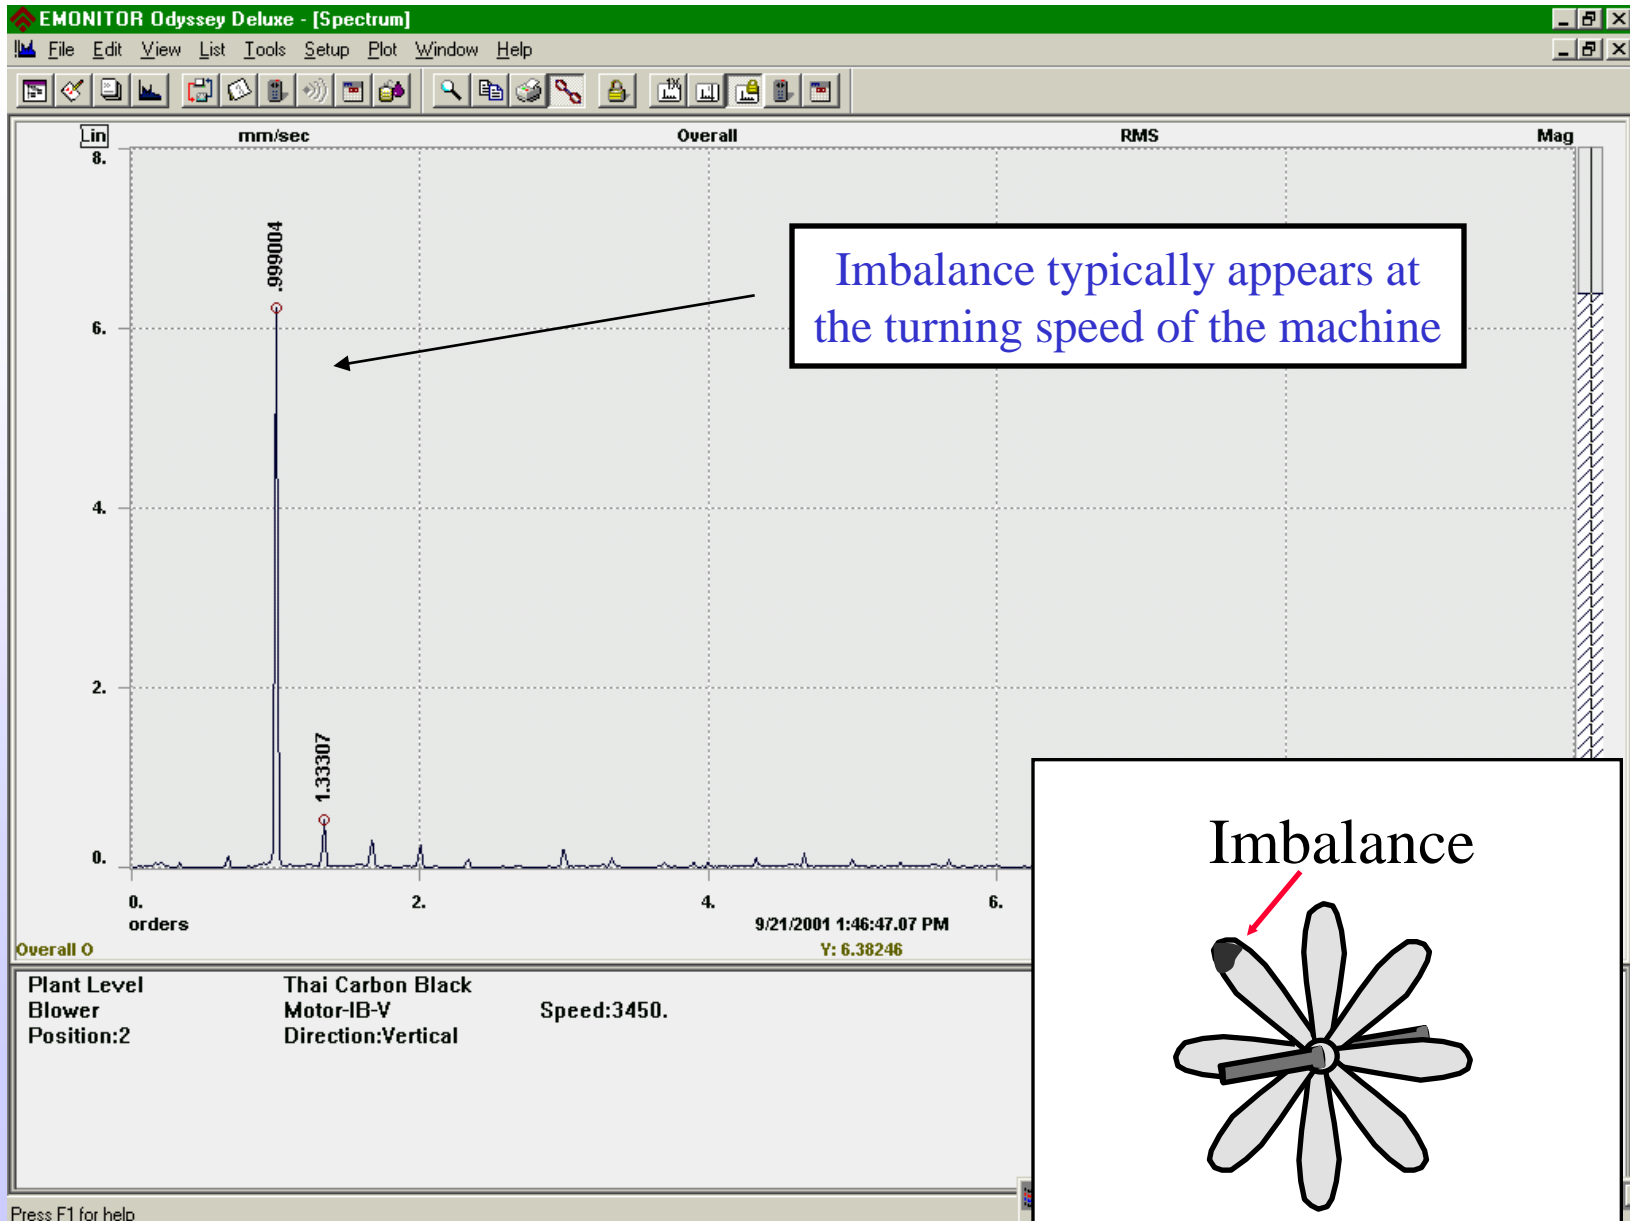 EMONITOR Odyssey Deluxe - [Spectrum]
File Edit View List Tools Setup Plot Window Help
Lin mm/sec Overall RMS Mag
8.
.999004
Imbalance typically appears at
the turning speed of the machine
6.
4.
2.
1.33307
0.
0. 2. 4. 6.
orders 9/21/2001 1:46:47.07 PM
Overall O Y: 6.38246
Imbalance
Plant Level Thai Carbon Black
Blower Motor-IB-V Speed:3450.
Position:2 Direction:Vertical
Press F1 for help